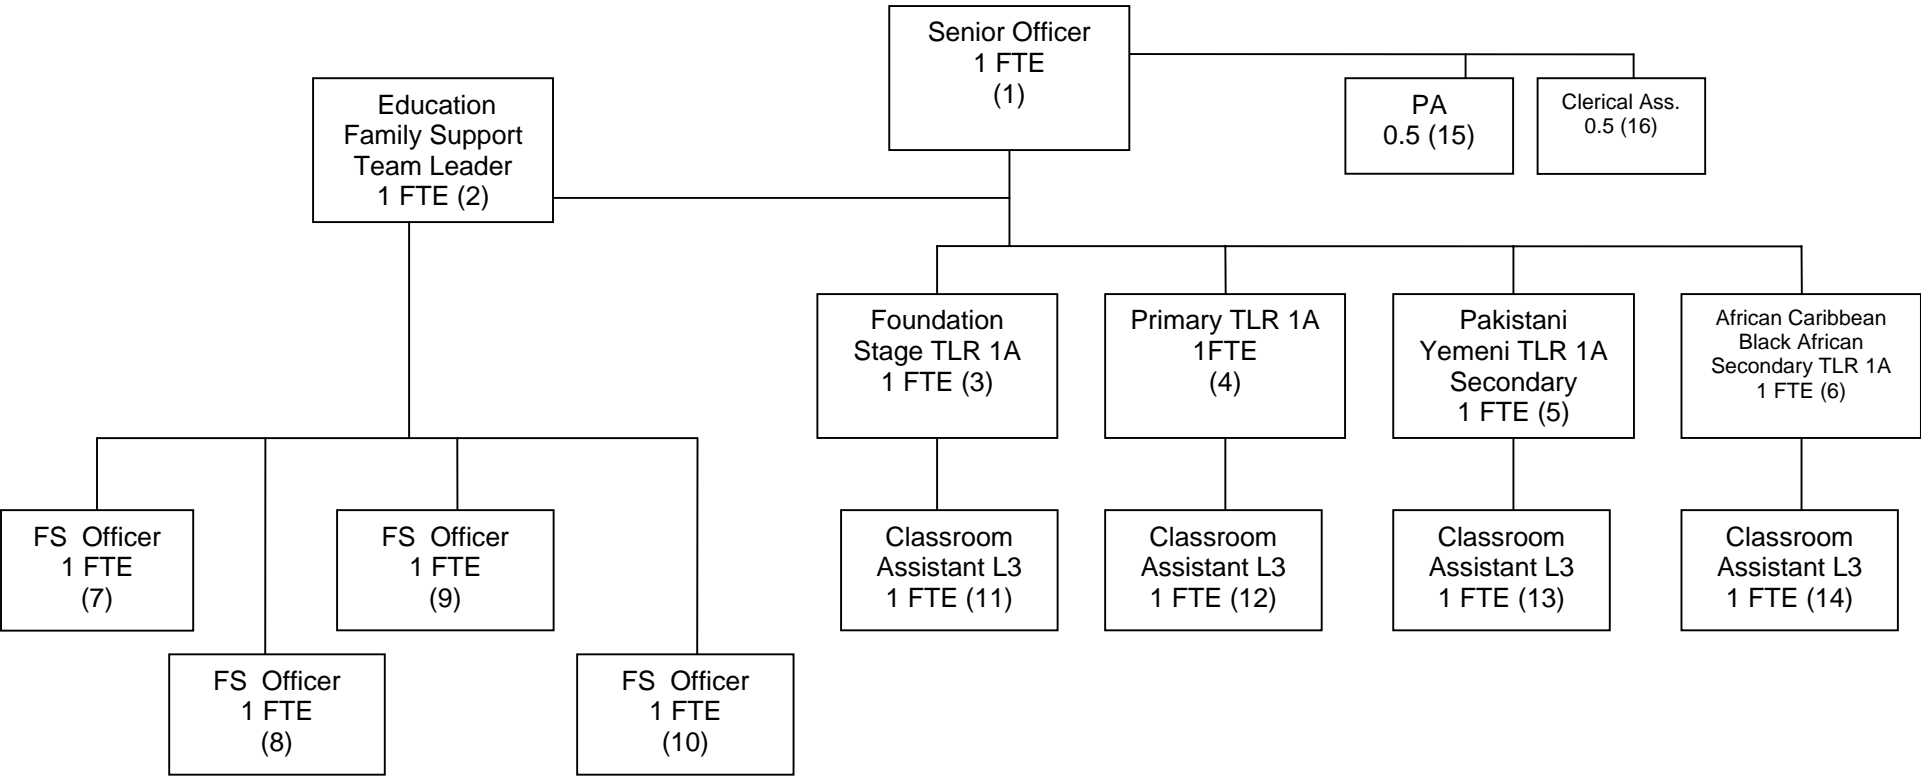 Senior Officer
1 FTE
(1)
Education
Family Support
Team Leader
1 FTE (2)
PA
0.5 (15)
Clerical Ass.
0.5 (16)
Foundation
Stage TLR 1A
1 FTE (3)
Primary TLR 1A
1FTE
(4)
Pakistani
Yemeni TLR 1A
Secondary
1 FTE (5)
African Caribbean
Black African
Secondary TLR 1A
1 FTE (6)
FS  Officer
1 FTE
(7)
FS  Officer
1 FTE
(9)
Classroom
Assistant L3
1 FTE (11)
Classroom
Assistant L3
1 FTE (12)
Classroom
Assistant L3
1 FTE (13)
Classroom
Assistant L3
1 FTE (14)
FS  Officer
1 FTE
(8)
FS  Officer
1 FTE
(10)